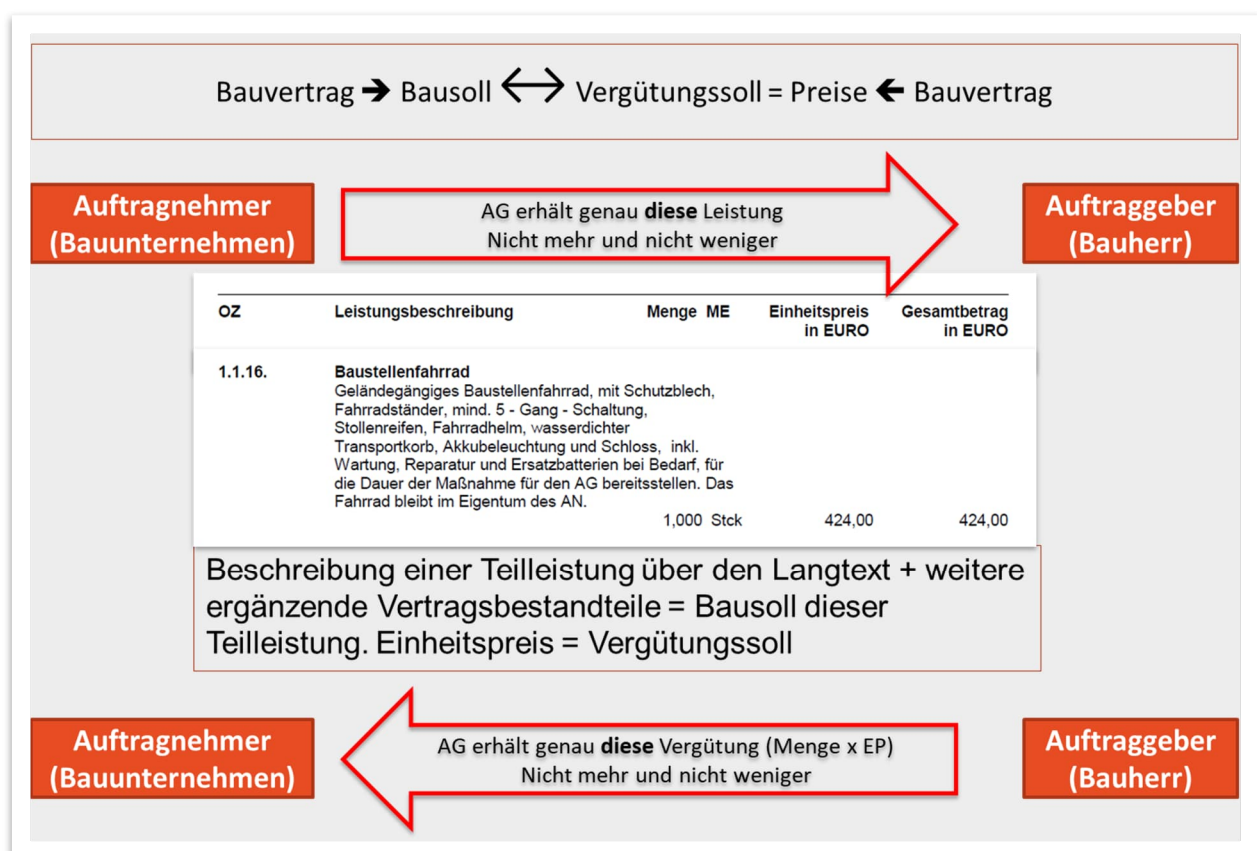 Bauvertrag 🡲 Bausoll ⟷ Vergütungssoll = Preise 🡰 Bauvertrag
Auftragnehmer
(Bauunternehmen)
AG erhält genau diese Leistung
Nicht mehr und nicht weniger
Auftraggeber
(Bauherr)
OZ Leistungsbeschreibung Menge ME Einheitspreis Gesamtbetrag
in EURO in EURO
1.1.16. Baustellenfahrrad
Geländegängiges Baustellenfahrrad, mit Schutzblech,
Fahrradständer, mind. 5 - Gang - Schaltung,
Stollenreifen, Fahrradhelm, wasserdichter
Transportkorb, Akkubeleuchtung und Schloss, inkl.
Wartung, Reparatur und Ersatzbatterien bei Bedarf, für
die Dauer der Maßnahme für den AG bereitsstellen. Das
Fahrrad bleibt im Eigentum des AN.
1,000 Stck 424,00 424,00
Beschreibung einer Teilleistung über den Langtext + weitere
ergänzende Vertragsbestandteile = Bausoll dieser
Teilleistung. Einheitspreis = Vergütungssoll
Auftragnehmer
(Bauunternehmen)
AG erhält genau diese Vergütung (Menge x EP)
Nicht mehr und nicht weniger
Auftraggeber
(Bauherr)